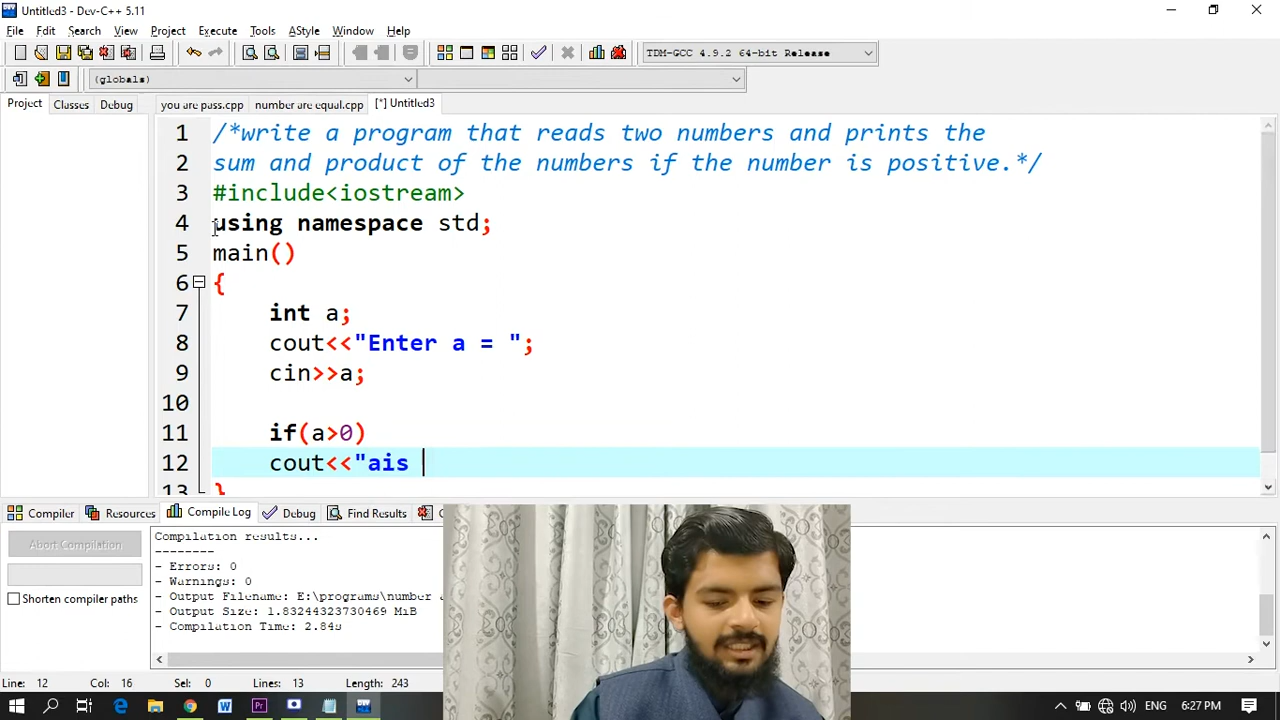 Untitled3 - Dev-C++ 5.11
File Edit Search View Project Execute Tools AStyle Window Help
TDM-GCC 4.9.2 64-bit Release
(globals)
Project Classes Debug you are pass.cpp number are equal.cpp [*] Untitled3
1 /*write a program that reads two numbers and prints the
2 sum and product of the numbers if the number is positive.*/
3 #include<iostream>
4 using namespace std;
5 main()
6 {
7 int a;
8 cout<<"Enter a = ";
9 cin>>a;
10
11 if(a>0)
12 cout<<"ais
13 }
Compiler Resources Compile Log Debug Find Results
Abort Compilation
Shorten compiler paths
Compilation results...
--------
- Errors: 0
- Warnings: 0
- Output Filename: E:\programs\number
- Output Size: 1.83244323730469 MiB
- Compilation Time: 2.84s
Line: 12 Col: 16 Sel: 0 Lines: 13 Length: 243
ENG 6:27 PM